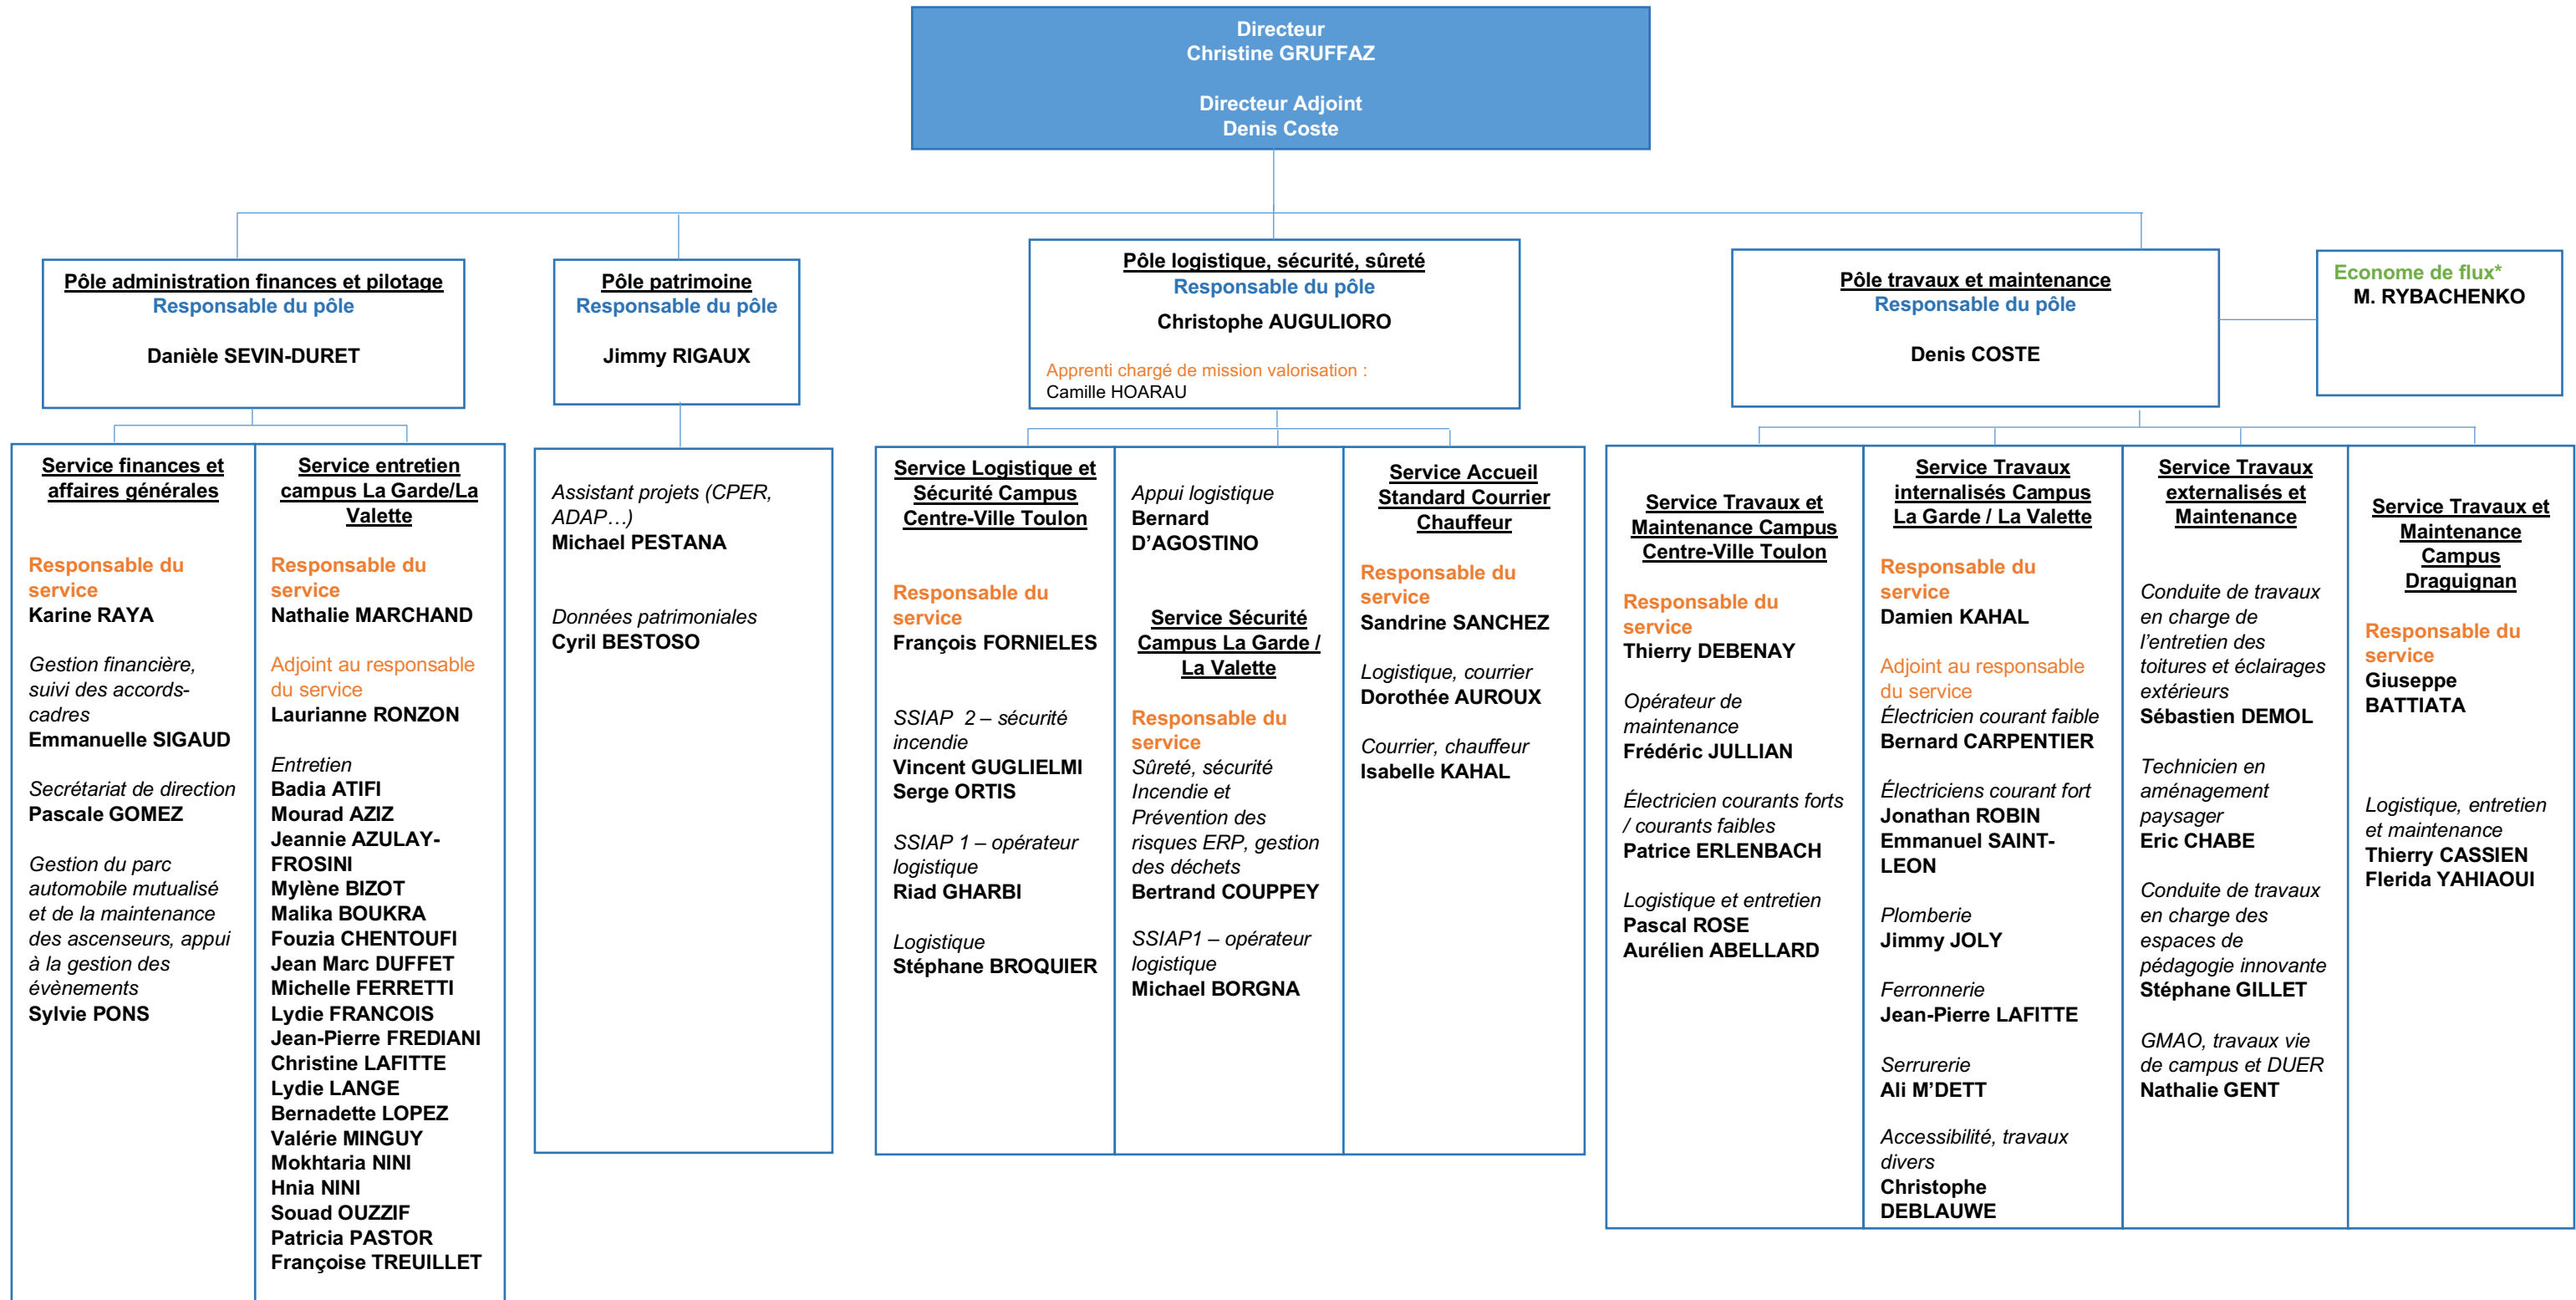 Directeur
Christine GRUFFAZ
Directeur Adjoint
Denis Coste
Pôle administration finances et pilotage
Responsable du pôle
Danièle SEVIN-DURET
Pôle patrimoine
Responsable du pôle
Jimmy RIGAUX
Pôle logistique, sécurité, sûreté
Responsable du pôle
Christophe AUGULIORO
Apprenti chargé de mission valorisation :
Camille HOARAU
Pôle travaux et maintenance
Responsable du pôle
Denis COSTE
Econome de flux*
M. RYBACHENKO
Service finances et
affaires générales
Responsable du
service
Karine RAYA
Gestion financière,
suivi des accords-
cadres
Emmanuelle SIGAUD
Secrétariat de direction
Pascale GOMEZ
Gestion du parc
automobile mutualisé
et de la maintenance
des ascenseurs, appui
à la gestion des
évènements
Sylvie PONS
Service entretien
campus La Garde/La
Valette
Responsable du
service
Nathalie MARCHAND
Adjoint au responsable
du service
Laurianne RONZON
Entretien
Badia ATIFI
Mourad AZIZ
Jeannie AZULAY-
FROSINI
Mylène BIZOT
Malika BOUKRA
Fouzia CHENTOUFI
Jean Marc DUFFET
Michelle FERRETTI
Lydie FRANCOIS
Jean-Pierre FREDIANI
Christine LAFITTE
Lydie LANGE
Bernadette LOPEZ
Valérie MINGUY
Mokhtaria NINI
Hnia NINI
Souad OUZZIF
Patricia PASTOR
Françoise TREUILLET
Assistant projets (CPER,
ADAP…)
Michael PESTANA
Données patrimoniales
Cyril BESTOSO
Service Logistique et
Sécurité Campus
Centre-Ville Toulon
Responsable du
service
François FORNIELES
SSIAP 2 – sécurité
incendie
Vincent GUGLIELMI
Serge ORTIS
SSIAP 1 – opérateur
logistique
Riad GHARBI
Logistique
Stéphane BROQUIER
Appui logistique
Bernard
D’AGOSTINO
Service Sécurité
Campus La Garde /
La Valette
Responsable du
service
Sûreté, sécurité
Incendie et
Prévention des
risques ERP, gestion
des déchets
Bertrand COUPPEY
SSIAP1 – opérateur
logistique
Michael BORGNA
Service Accueil
Standard Courrier
Chauffeur
Responsable du
service
Sandrine SANCHEZ
Logistique, courrier
Dorothée AUROUX
Courrier, chauffeur
Isabelle KAHAL
Service Travaux et
Maintenance Campus
Centre-Ville Toulon
Responsable du
service
Thierry DEBENAY
Opérateur de
maintenance
Frédéric JULLIAN
Électricien courants forts
/ courants faibles
Patrice ERLENBACH
Logistique et entretien
Pascal ROSE
Aurélien ABELLARD
Service Travaux
internalisés Campus
La Garde / La Valette
Responsable du
service
Damien KAHAL
Adjoint au responsable
du service
Électricien courant faible
Bernard CARPENTIER
Électriciens courant fort
Jonathan ROBIN
Emmanuel SAINT-
LEON
Plomberie
Jimmy JOLY
Ferronnerie
Jean-Pierre LAFITTE
Serrurerie
Ali M’DETT
Accessibilité, travaux
divers
Christophe
DEBLAUWE
Service Travaux
externalisés et
Maintenance
Conduite de travaux
en charge de
l’entretien des
toitures et éclairages
extérieurs
Sébastien DEMOL
Technicien en
aménagement
paysager
Eric CHABE
Conduite de travaux
en charge des
espaces de
pédagogie innovante
Stéphane GILLET
GMAO, travaux vie
de campus et DUER
Nathalie GENT
Service Travaux et
Maintenance
Campus
Draguignan
Responsable du
service
Giuseppe
BATTIATA
Logistique, entretien
et maintenance
Thierry CASSIEN
Flerida YAHIAOUI